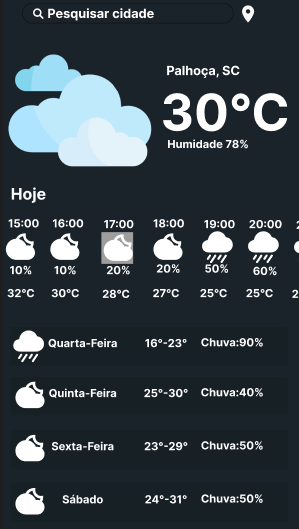 Pesquisar cidade
Palhoça, SC
30°C
Humidade 78%
Hoje
15:00 16:00 17:00 18:00 19:00 20:00
10% 10% 20% 20% 50% 60%
32°C 30°C 28°C 27°C 25°C 25°C 2
Quarta-Feira 16°-23° Chuva:90%
Quinta-Feira 25°-30° Chuva:40%
Sexta-Feira 23°-29° Chuva:50%
Sábado 24°-31° Chuva:50%